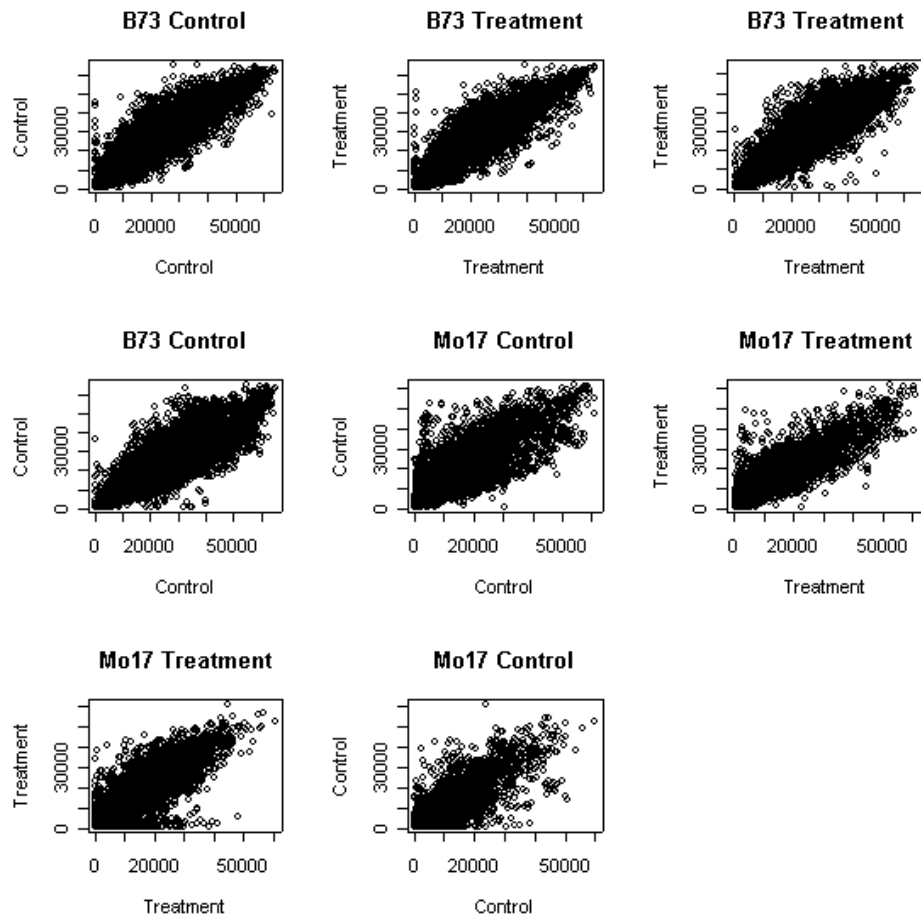 B73 Control
Control
30000
0
0 20000 50000
Control
B73 Treatment
Treatment
30000
0
0 20000 50000
Treatment
B73 Treatment
Treatment
30000
0
0 20000 50000
Treatment
B73 Control
Control
30000
0
0 20000 50000
Control
Mo17 Control
Control
30000
0
0 20000 50000
Control
Mo17 Treatment
Treatment
30000
0
0 20000 50000
Treatment
Mo17 Treatment
Treatment
30000
0
0 20000 50000
Treatment
Mo17 Control
Control
30000
0
0 20000 50000
Control